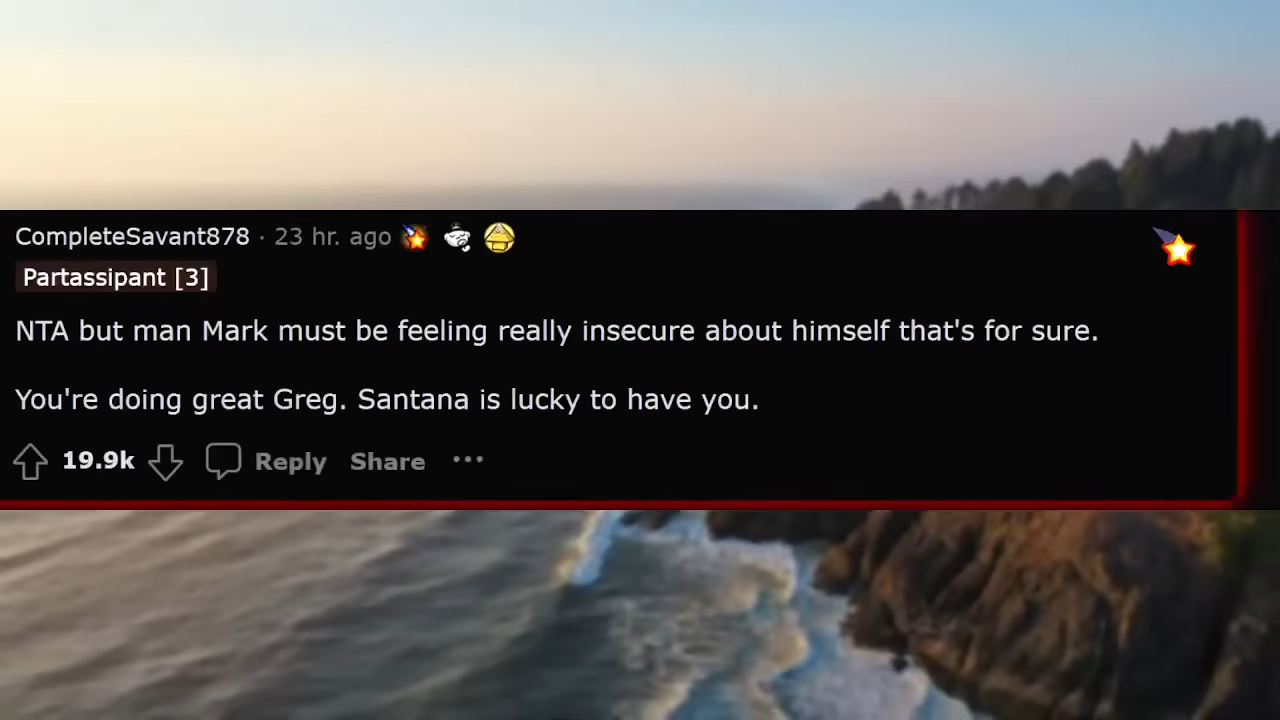 CompleteSavant878 · 23 hr. ago
Partassipant [3]
NTA but man Mark must be feeling really insecure about himself that's for sure.
You're doing great Greg. Santana is lucky to have you.
19.9k Reply Share ···